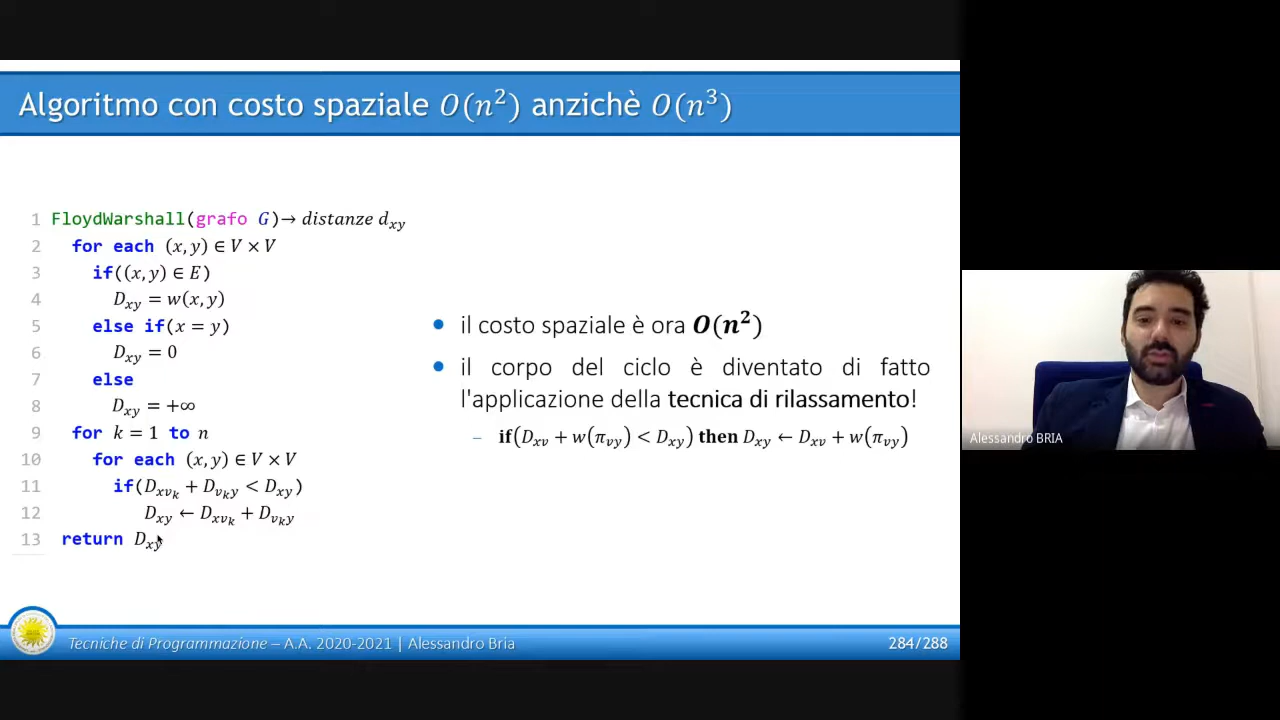 Algoritmo con costo spaziale O(n²) anzichè O(n³)
1 FloydWarshall(grafo G)→ distanze d_xy
2 for each (x, y) ∈ V × V
3 if((x, y) ∈ E)
4 D_xy = w(x, y)
5 else if(x = y)
6 D_xy = 0
7 else
8 D_xy = +∞
9 for k = 1 to n
10 for each (x, y) ∈ V × V
11 if(D_xv_k + D_v_ky < D_xy)
12 D_xy ← D_xv_k + D_v_ky
13 return D_xy
• il costo spaziale è ora O(n²)
• il corpo del ciclo è diventato di fatto
l'applicazione della tecnica di rilassamento!
– if(D_xv + w(π_vy) < D_xy) then D_xy ← D_xv + w(π_vy)
Alessandro BRIA
Tecniche di Programmazione – A.A. 2020-2021 | Alessandro Bria
284/288